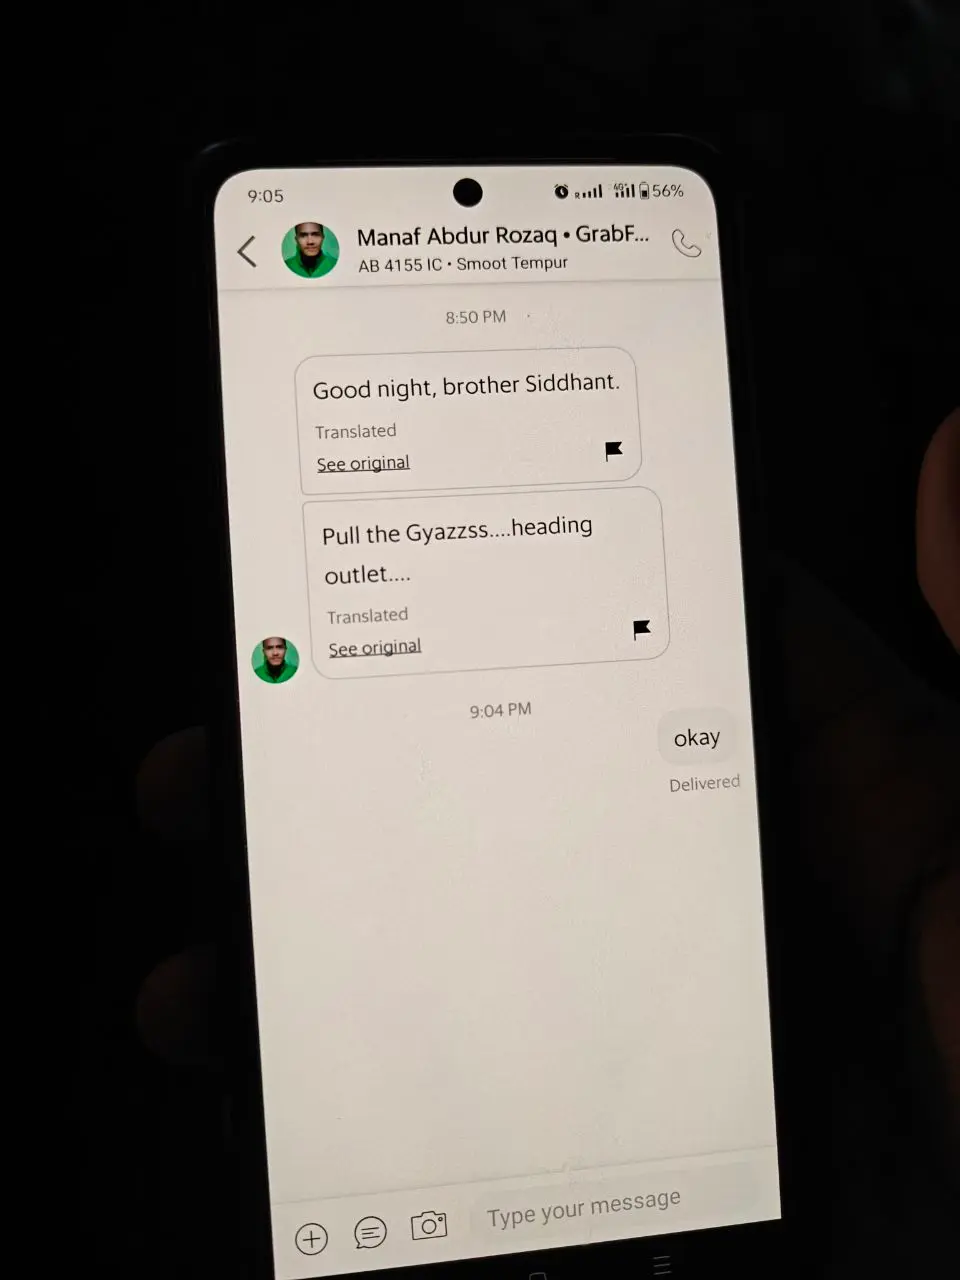 9:05
R 4G 56%
Manaf Abdur Rozaq • GrabF...
AB 4155 IC • Smoot Tempur
8:50 PM
Good night, brother Siddhant.
Translated
See original
Pull the Gyazzss....heading
outlet....
Translated
See original
9:04 PM
okay
Delivered
Type your message